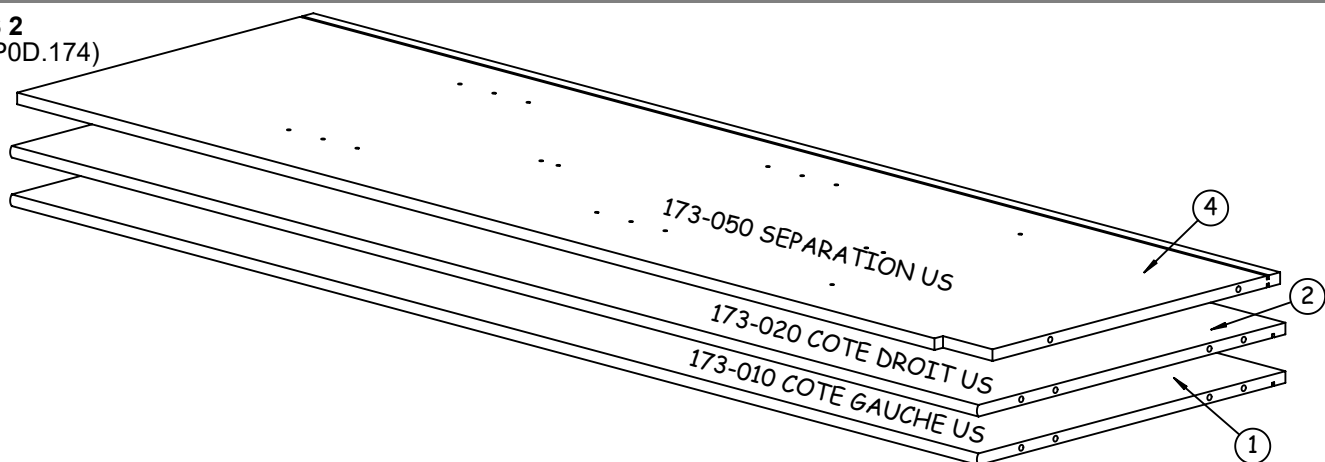 2
P0D.174)
4
173-050 SEPARATION US
2
173-020 COTE DROIT US
173-010 COTE GAUCHE US
1